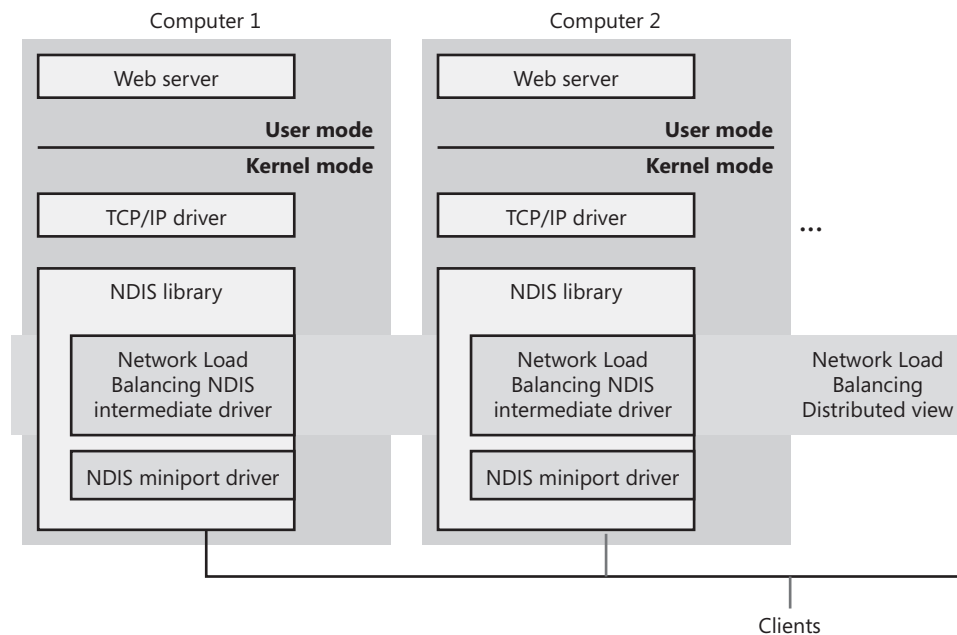 Computer 1
Computer 2
Web server
Web server
User mode
User mode
Kernel mode
Kernel mode
TCP/IP driver
TCP/IP driver
...
NDIS library
NDIS library
Network Load
Balancing NDIS
intermediate driver
Network Load
Balancing NDIS
intermediate driver
Network Load
Balancing
Distributed view
NDIS miniport driver
NDIS miniport driver
Clients